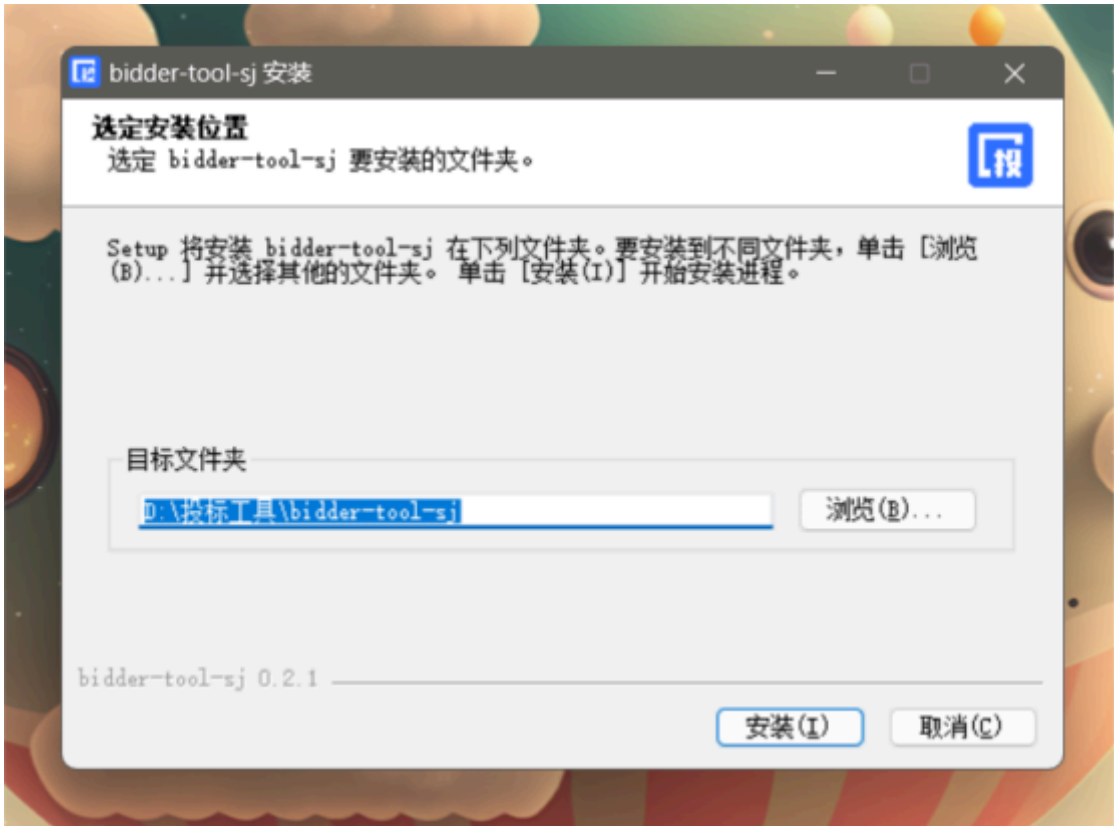 投 bidder-tool-sj 安装
选定安装位置
选定 bidder-tool-sj 要安装的文件夹。
投
Setup 将安装 bidder-tool-sj 在下列文件夹。要安装到不同文件夹，单击 [浏览
(B)...] 并选择其他的文件夹。 单击 [安装(I)] 开始安装进程。
目标文件夹
D:\投标工具\bidder-tool-sj
浏览(B)...
bidder-tool-sj 0.2.1
安装(I) 取消(C)